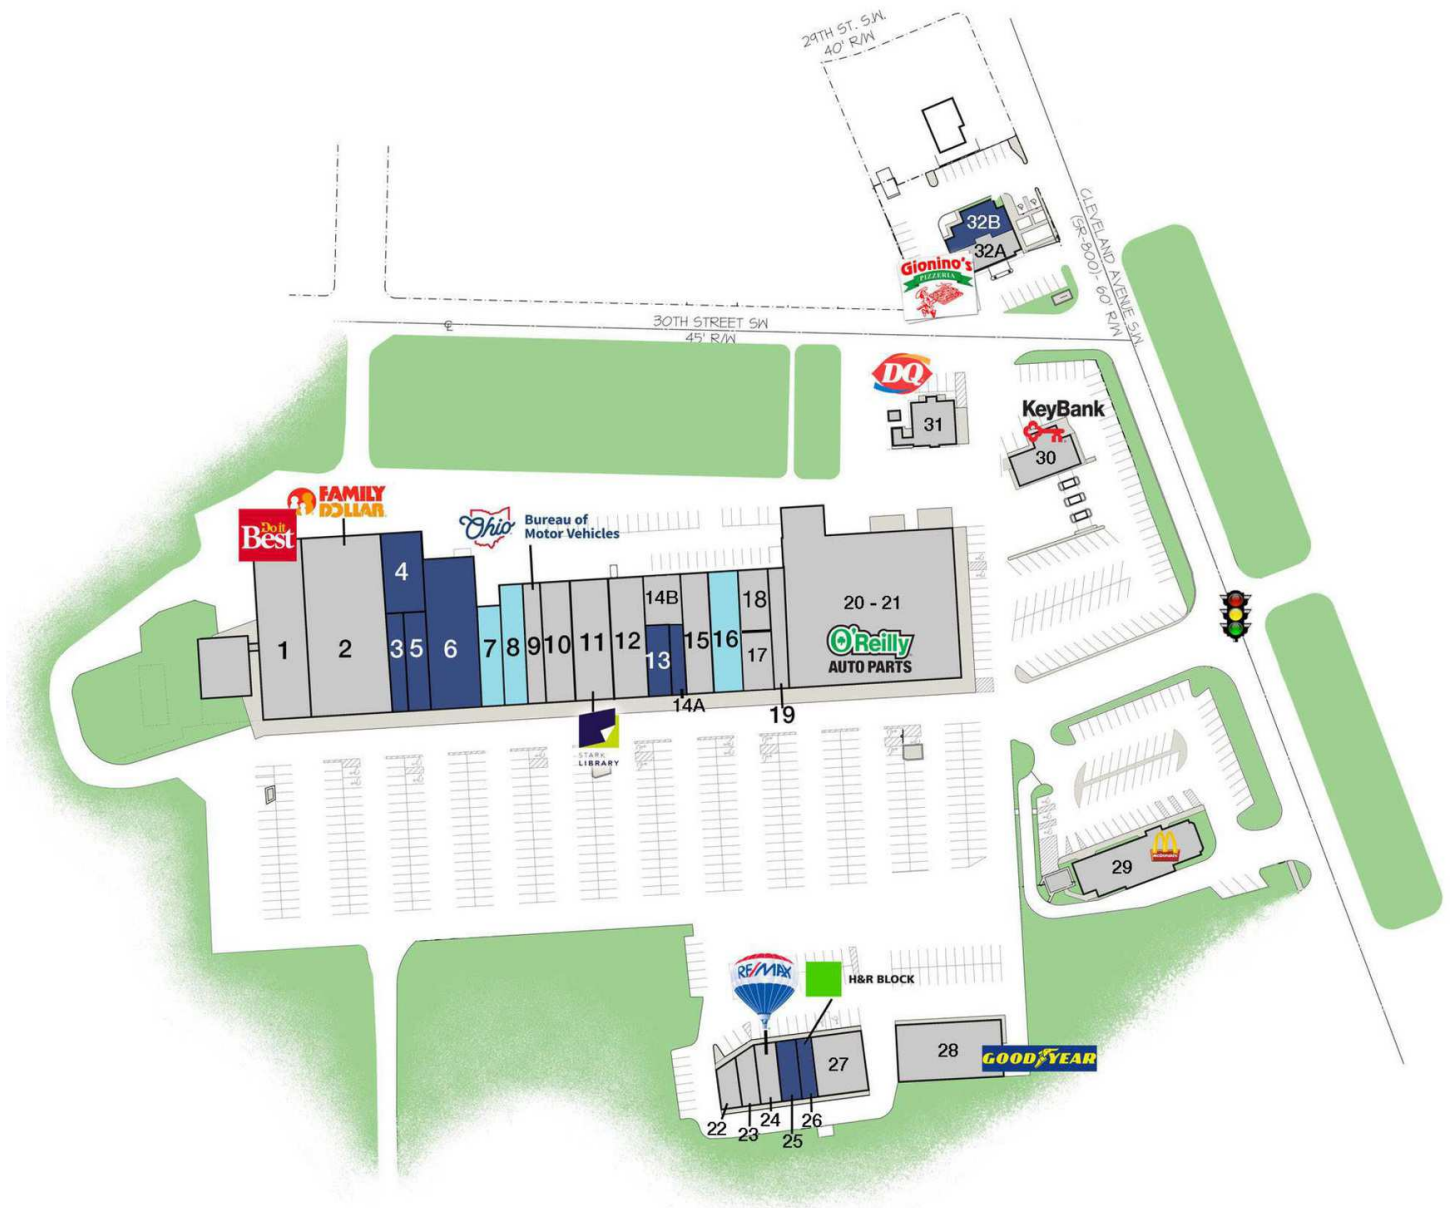 29TH ST. S.W.
40' R/W
CLEVELAND AVENUE S.W.
(SR-800) - 60' R/W
32B
32A
Gionino's
PIZZERIA
30TH STREET SW
45' R/W
DQ
31
KeyBank
30
FAMILY
DOLLAR
Do it
Best
Ohio
Bureau of
Motor Vehicles
1
2
3
4
5
6
7
8
9
10
11
12
13
14B
14A
15
16
17
18
19
20 - 21
O'Reilly
AUTO PARTS
STARK
LIBRARY
29
McDonald's
RE/MAX
H&R BLOCK
22
23
24
25
26
27
28
GOODYEAR